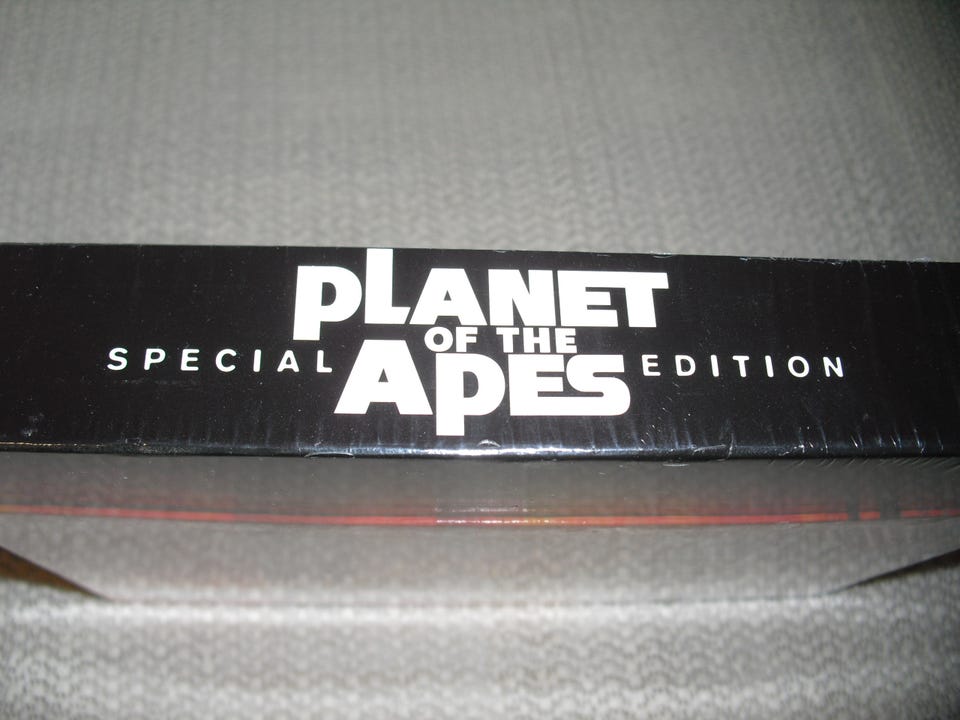 PLANET
OF THE
SPECIAL APES EDITION